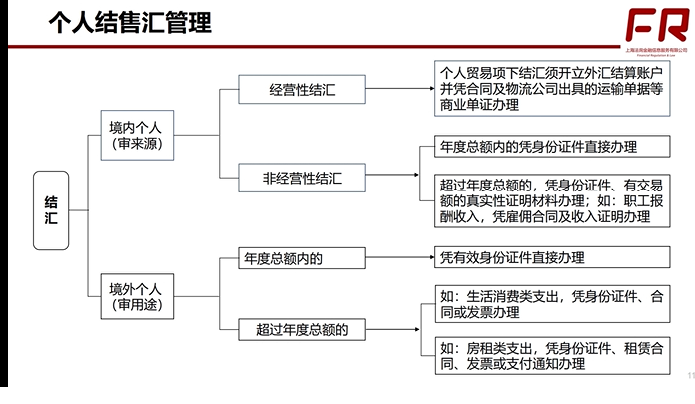 个人结售汇管理
FR
上海法询金融信息服务有限公司
Financial Reputation & Law
结
汇
境内个人
（审来源）
经营性结汇
个人贸易项下结汇须开立外汇结算账户
并凭合同及物流公司出具的运输单据等
商业单证办理
非经营性结汇
年度总额内的凭身份证件直接办理
超过年度总额的，凭身份证件、有交易
额的真实性证明材料办理；如：职工报
酬收入，凭雇佣合同及收入证明办理
境外个人
（审用途）
年度总额内的
凭有效身份证件直接办理
超过年度总额的
如：生活消费类支出，凭身份证件、合
同或发票办理
如：房租类支出，凭身份证件、租赁合
同、发票或支付通知办理
11